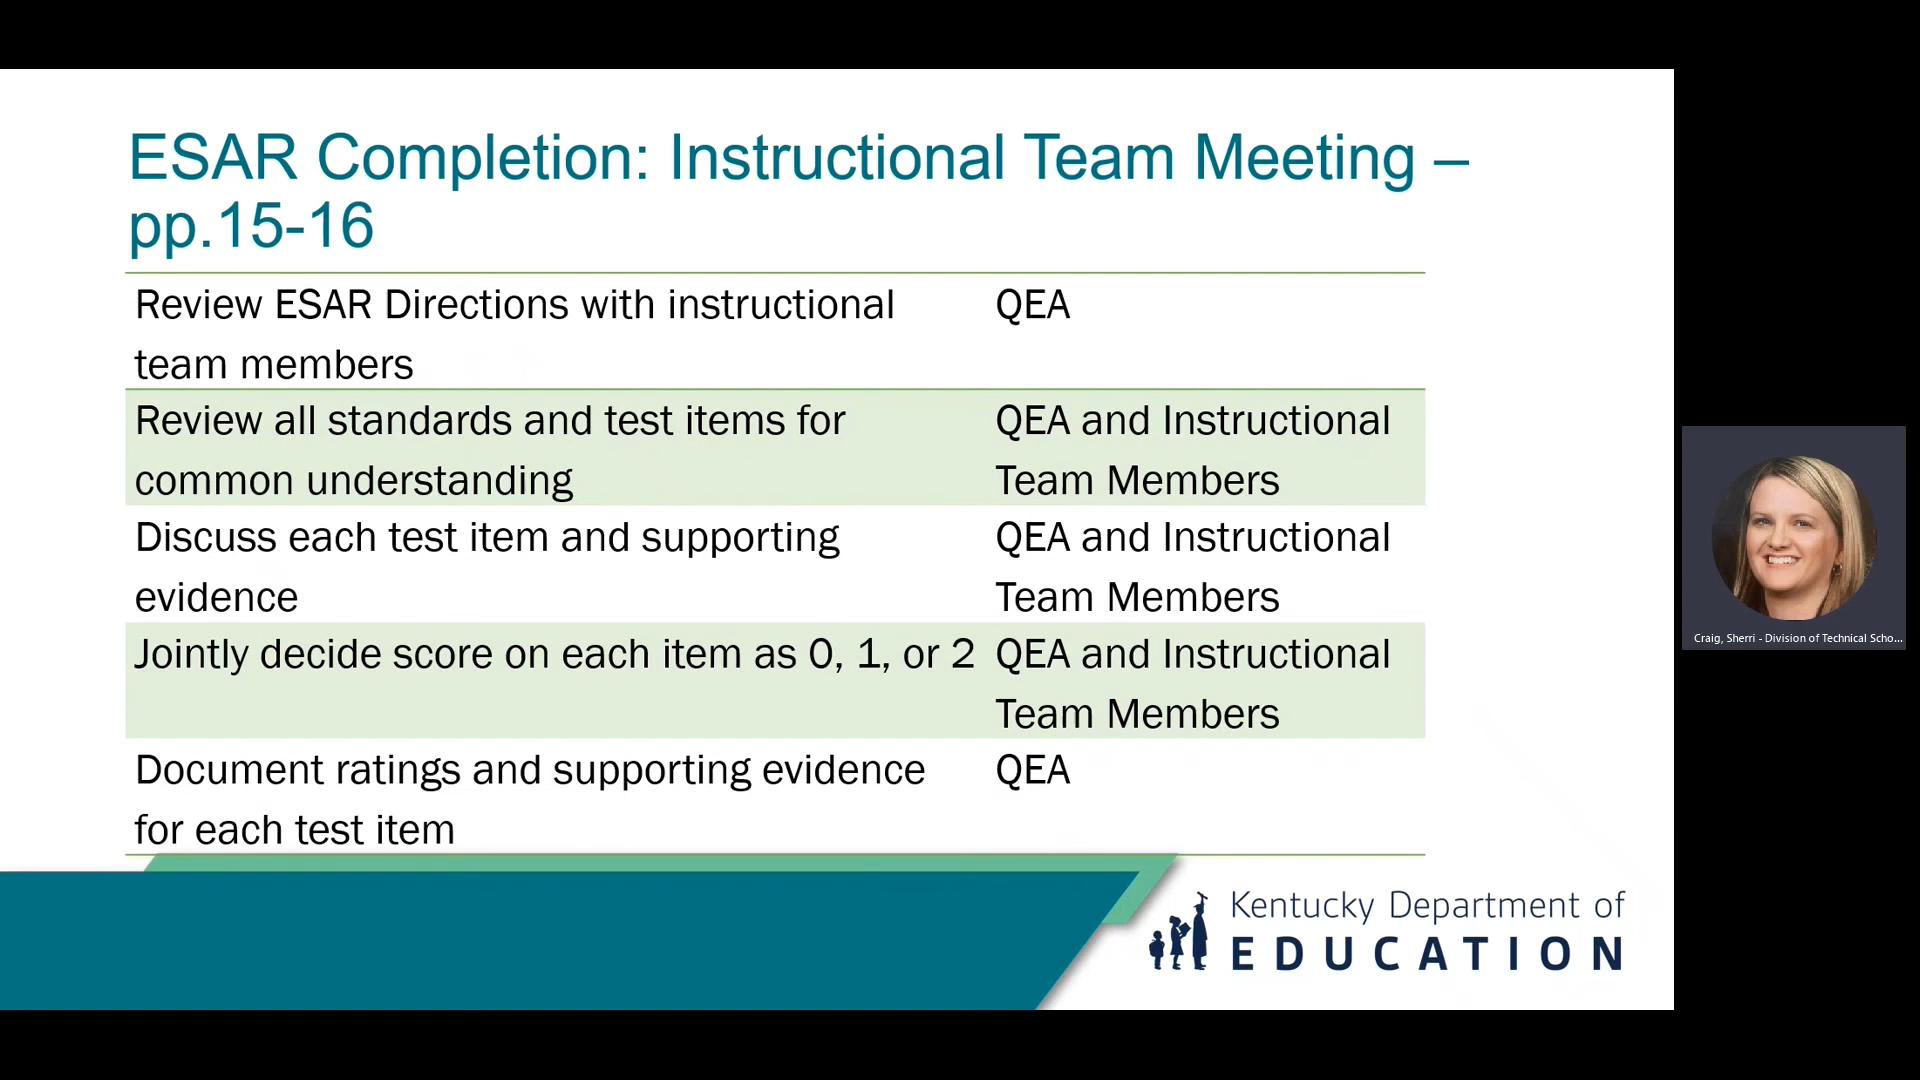 ESAR Completion: Instructional Team Meeting –
pp.15-16
Review ESAR Directions with instructional
team members
QEA
Review all standards and test items for
common understanding
QEA and Instructional
Team Members
Discuss each test item and supporting
evidence
QEA and Instructional
Team Members
Jointly decide score on each item as 0, 1, or 2
QEA and Instructional
Team Members
Document ratings and supporting evidence
for each test item
QEA
Kentucky Department of
EDUCATION
Craig, Sherri - Division of Technical Scho...